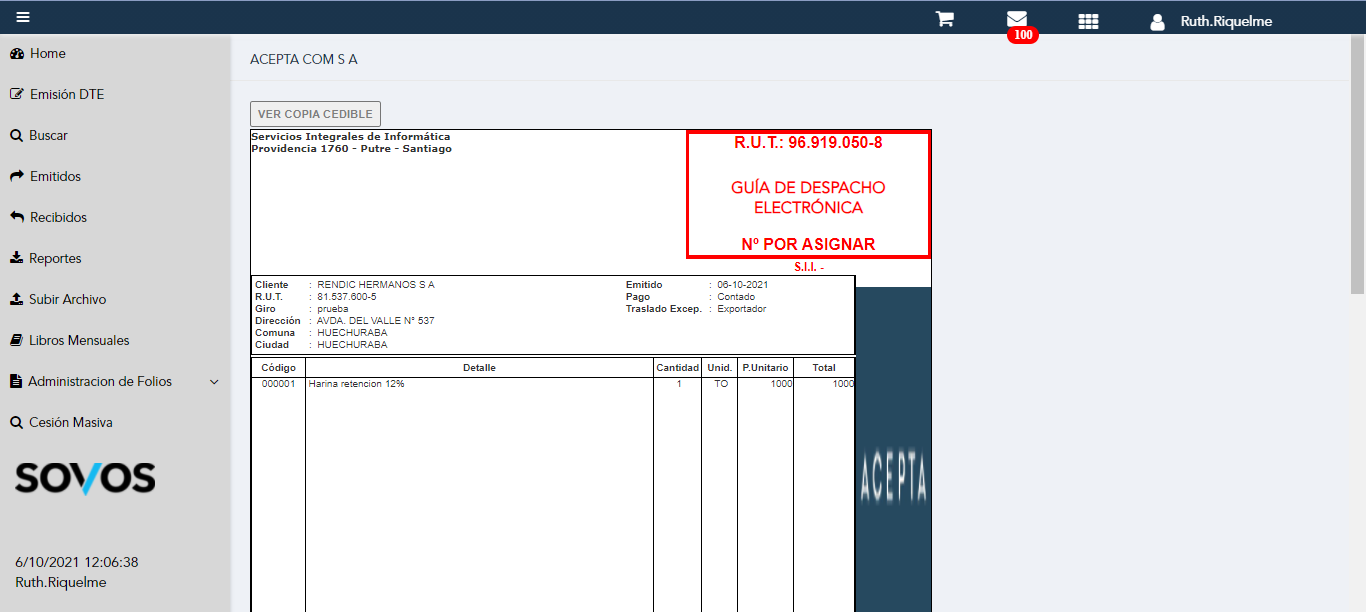 Ruth.Riquelme
100
Home
Emisión DTE
Buscar
Emitidos
Recibidos
Reportes
Subir Archivo
Libros Mensuales
Administracion de Folios
Cesión Masiva
SOVOS
6/10/2021 12:06:38
Ruth.Riquelme
ACEPTA COM S A
VER COPIA CEDIBLE
Servicios Integrales de Informática
Providencia 1760 - Putre - Santiago
R.U.T.: 96.919.050-8
GUÍA DE DESPACHO
ELECTRÓNICA
Nº POR ASIGNAR
S.I.I. -
Cliente : RENDIC HERMANOS S A Emitido : 06-10-2021
R.U.T. : 81.537.600-5 Pago : Contado
Giro : prueba Traslado Excep. : Exportador
Dirección : AVDA. DEL VALLE N° 537
Comuna : HUECHURABA
Ciudad : HUECHURABA
Código Detalle Cantidad Unid. P.Unitario Total
000001 Harina retencion 12% 1 TO 1000 1000
ACEPTA